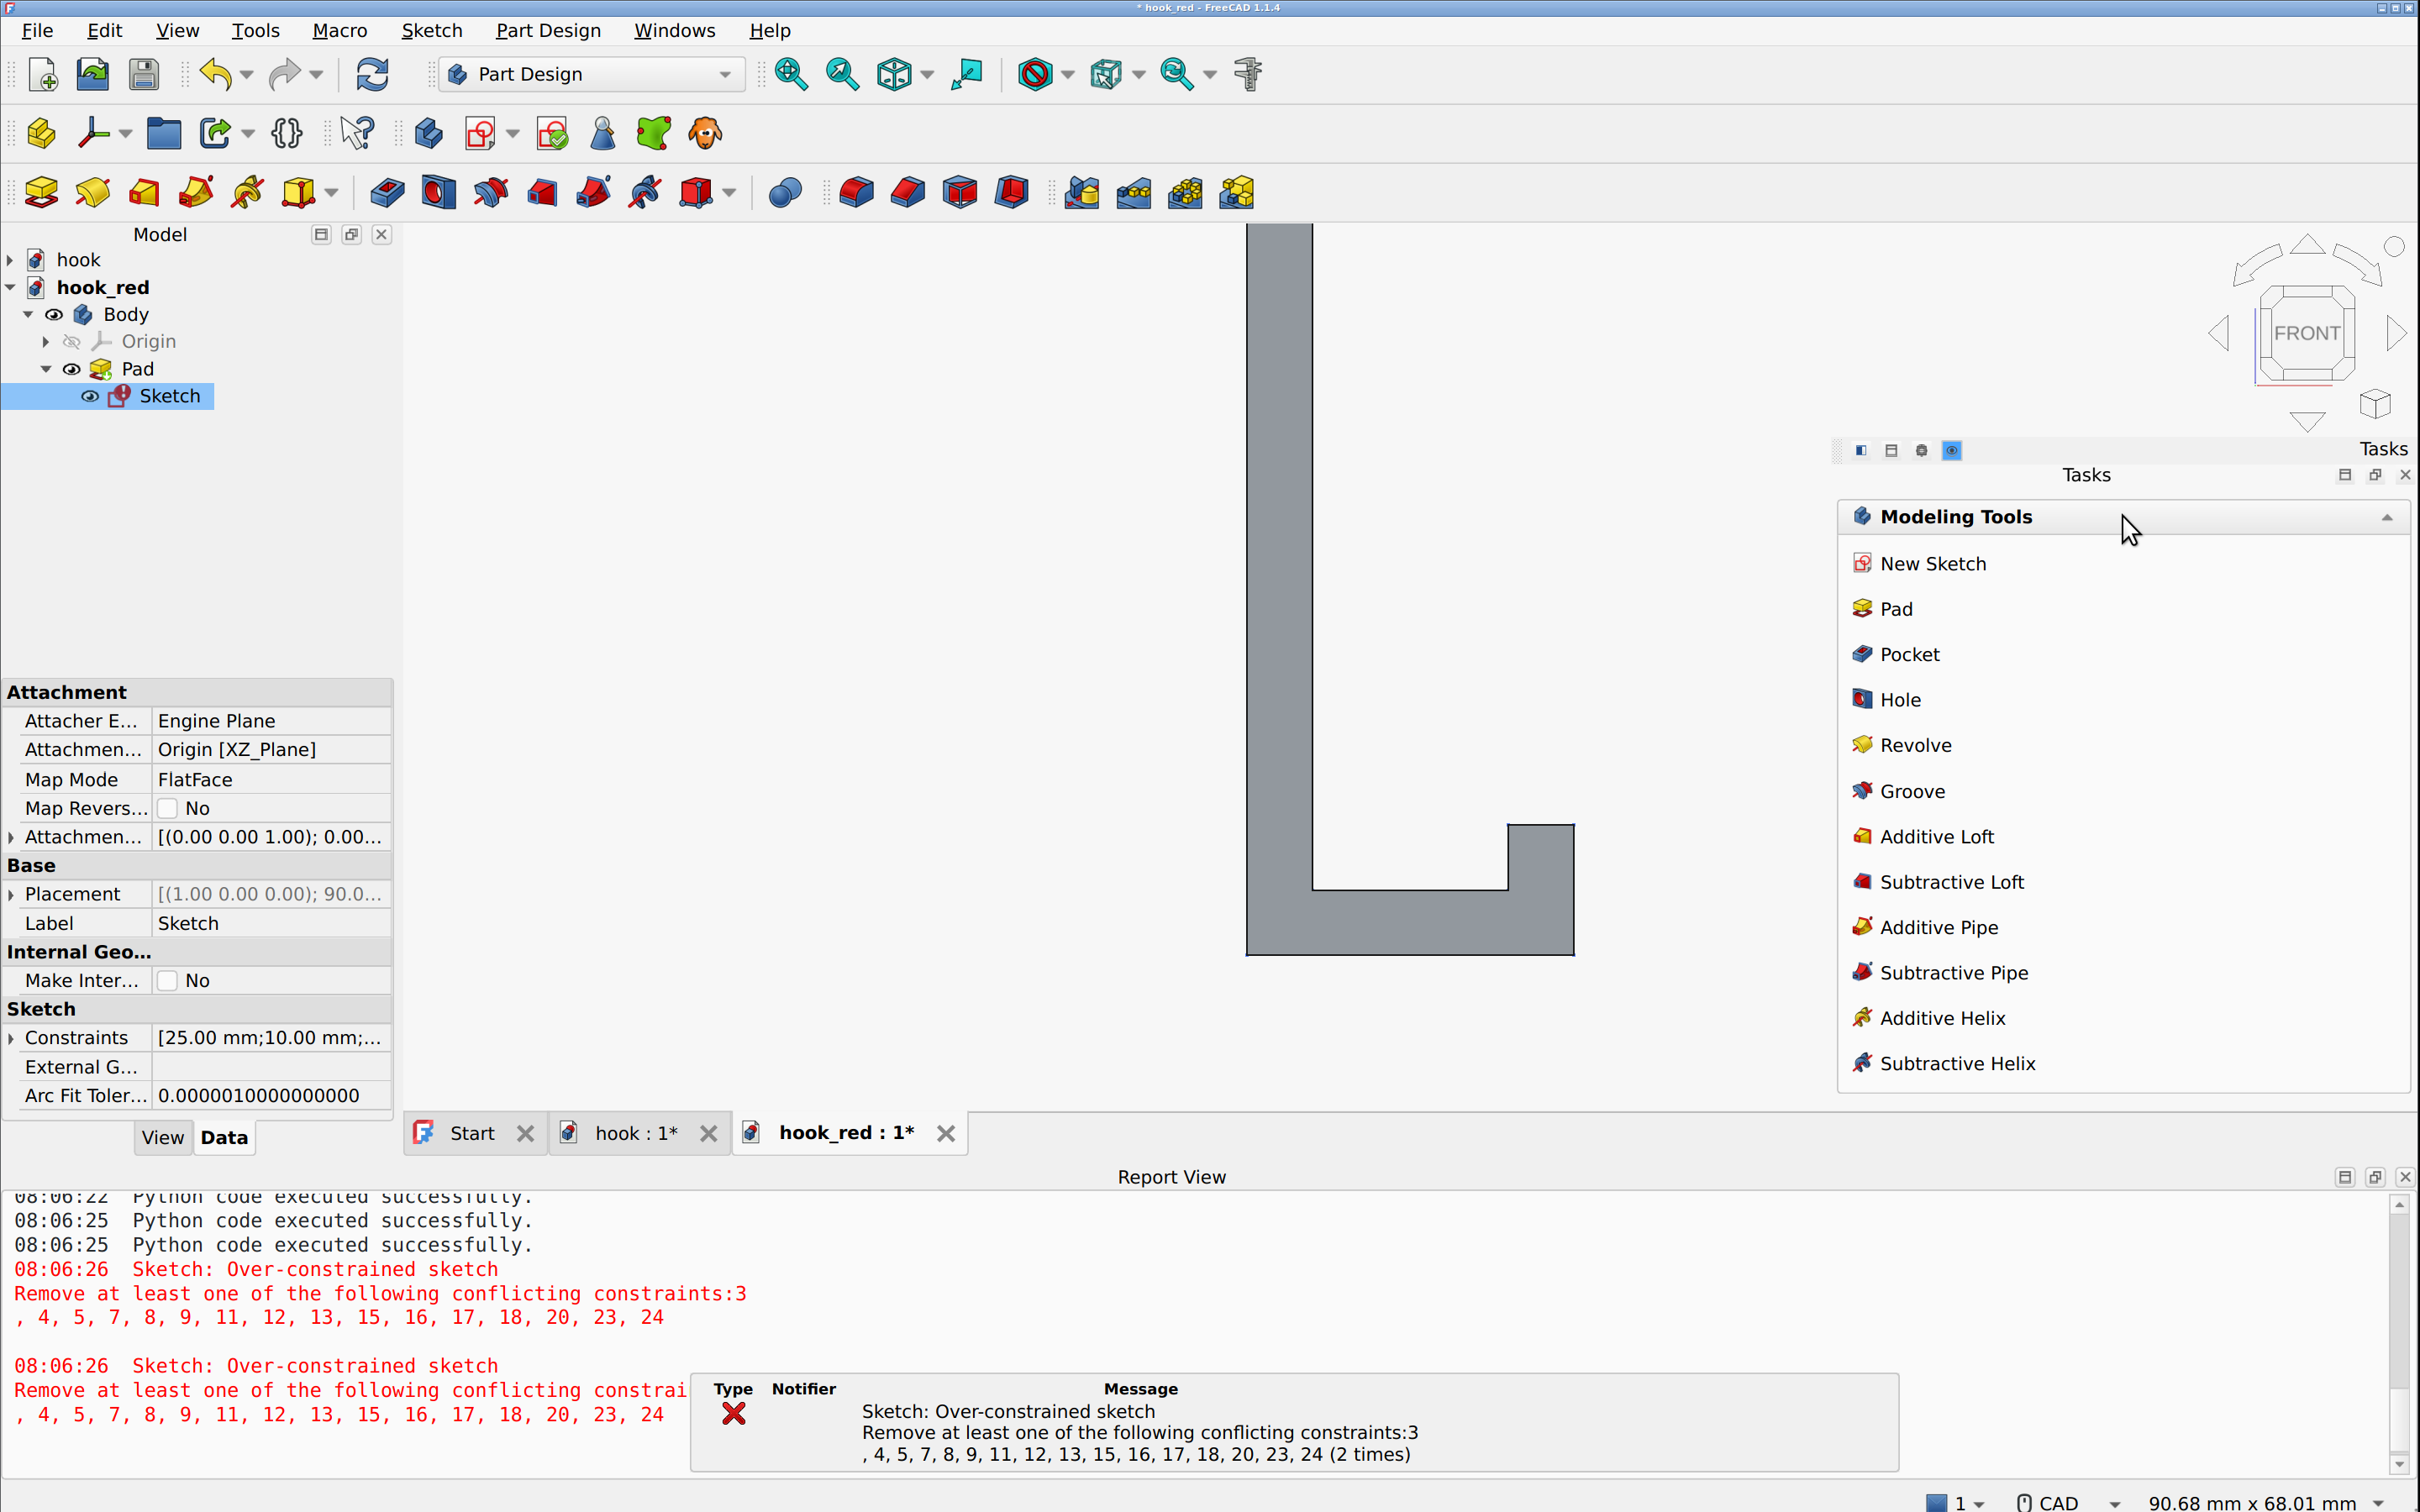 * hook_red - FreeCAD 1.1.4
File Edit View Tools Macro Sketch Part Design Windows Help
Part Design
Model
hook
hook_red
Body
Origin
Pad
Sketch
FRONT
Tasks
Tasks
Modeling Tools
New Sketch
Pad
Pocket
Hole
Revolve
Groove
Additive Loft
Subtractive Loft
Additive Pipe
Subtractive Pipe
Additive Helix
Subtractive Helix
Attachment
Attacher E... Engine Plane
Attachmen... Origin [XZ_Plane]
Map Mode FlatFace
Map Revers... No
Attachmen... [(0.00 0.00 1.00); 0.00...
Base
Placement [(1.00 0.00 0.00); 90.0...
Label Sketch
Internal Geo...
Make Inter... No
Sketch
Constraints [25.00 mm;10.00 mm;...
External G...
Arc Fit Toler... 0.0000010000000000
View Data
Start hook : 1* hook_red : 1*
Report View
08:06:22 Python code executed successfully.
08:06:25 Python code executed successfully.
08:06:25 Python code executed successfully.
08:06:26 Sketch: Over-constrained sketch
Remove at least one of the following conflicting constraints:3
, 4, 5, 7, 8, 9, 11, 12, 13, 15, 16, 17, 18, 20, 23, 24
08:06:26 Sketch: Over-constrained sketch
Remove at least one of the following conflicting constrai
, 4, 5, 7, 8, 9, 11, 12, 13, 15, 16, 17, 18, 20, 23, 24
Type Notifier Message
Sketch: Over-constrained sketch
Remove at least one of the following conflicting constraints:3
, 4, 5, 7, 8, 9, 11, 12, 13, 15, 16, 17, 18, 20, 23, 24 (2 times)
1 CAD 90.68 mm x 68.01 mm